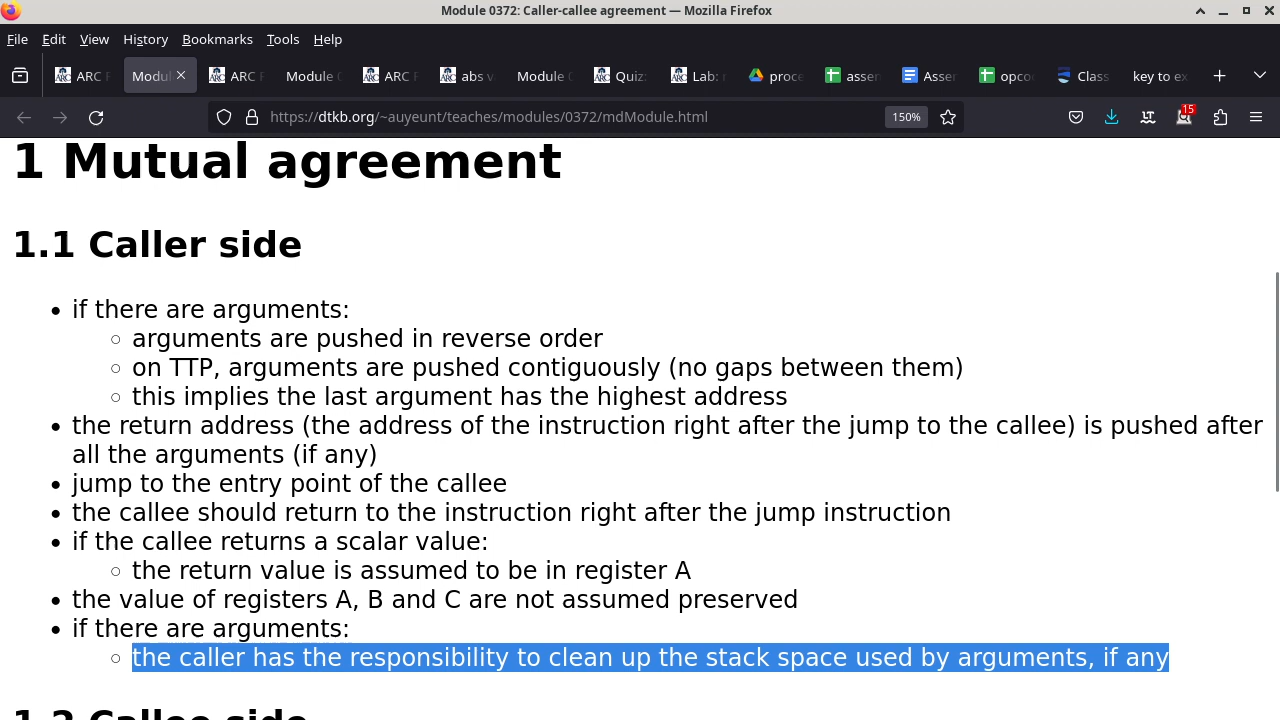 Module 0372: Caller-callee agreement — Mozilla Firefox
File Edit View History Bookmarks Tools Help
ARC F Modul ARC F Module ( ARC F abs v Module ( Quiz: Lab: proce assen Asser opco Class key to ex
https://dtkb.org/~auyeunt/teaches/modules/0372/mdModule.html 150% 15
1 Mutual agreement
1.1 Caller side
• if there are arguments:
◦ arguments are pushed in reverse order
◦ on TTP, arguments are pushed contiguously (no gaps between them)
◦ this implies the last argument has the highest address
• the return address (the address of the instruction right after the jump to the callee) is pushed after
all the arguments (if any)
• jump to the entry point of the callee
• the callee should return to the instruction right after the jump instruction
• if the callee returns a scalar value:
◦ the return value is assumed to be in register A
• the value of registers A, B and C are not assumed preserved
• if there are arguments:
◦ the caller has the responsibility to clean up the stack space used by arguments, if any
1.2 Callee side